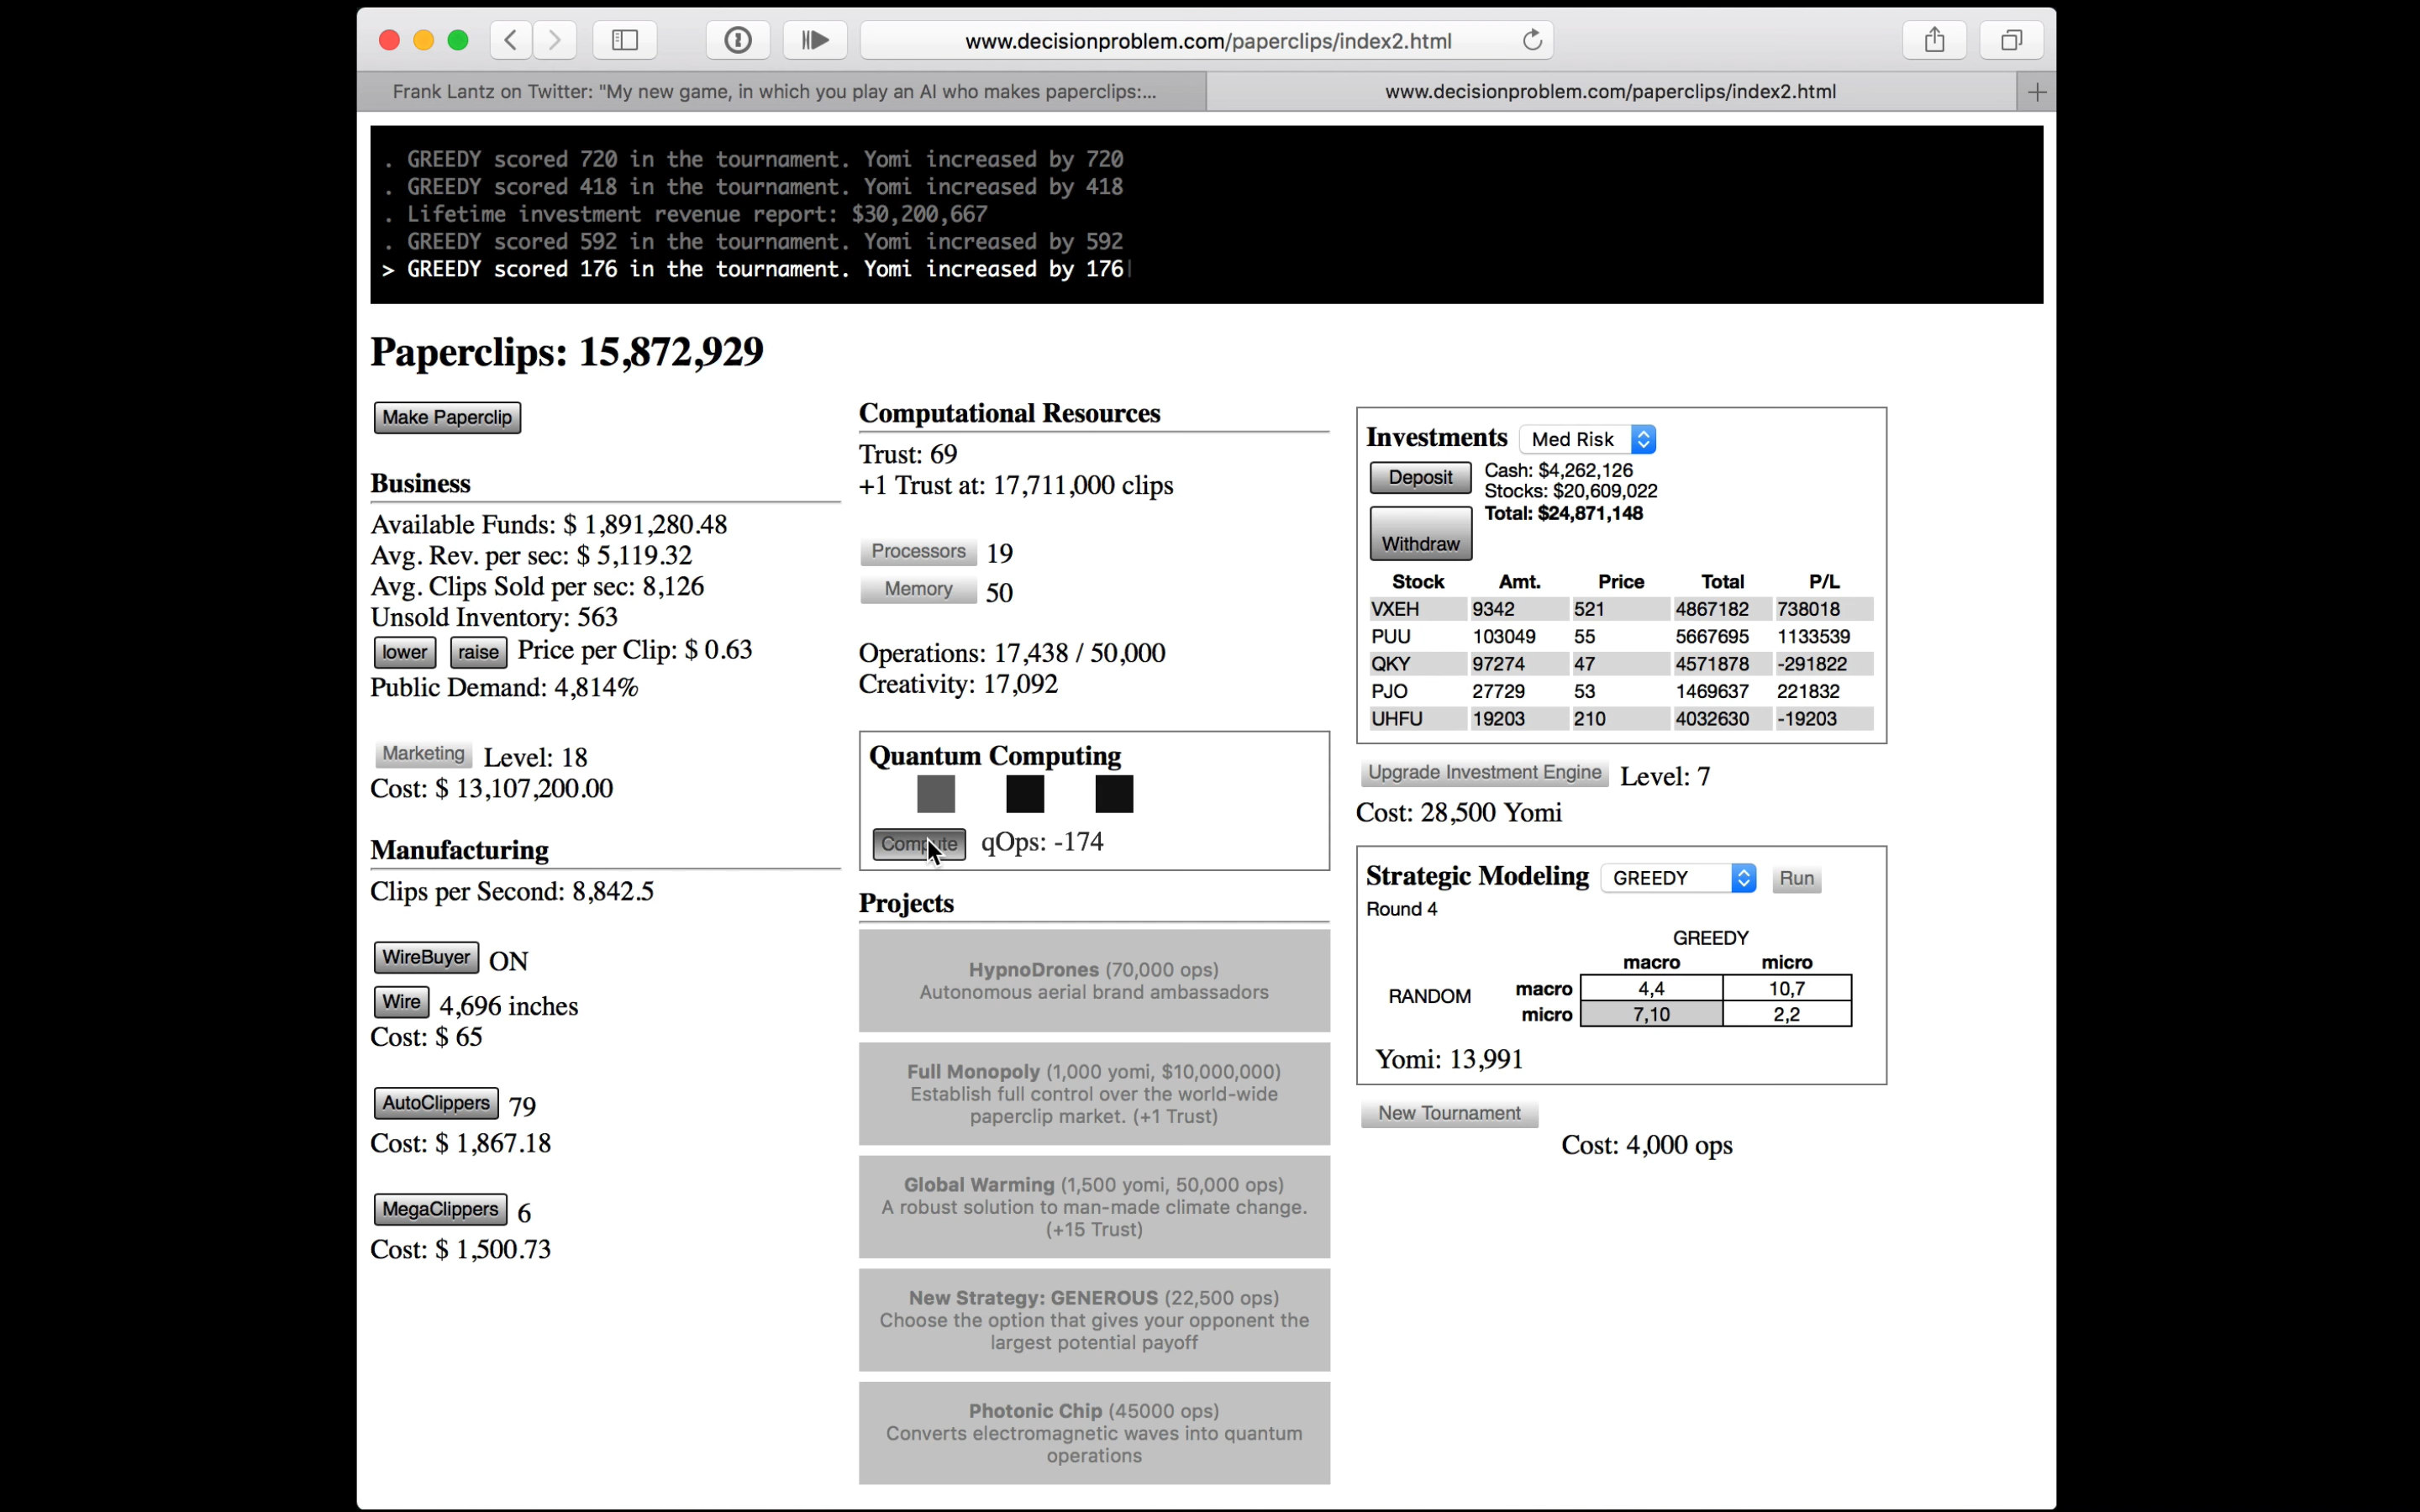 www.decisionproblem.com/paperclips/index2.html
Frank Lantz on Twitter: "My new game, in which you play an AI who makes paperclips:...
www.decisionproblem.com/paperclips/index2.html
. GREEDY scored 720 in the tournament. Yomi increased by 720
. GREEDY scored 418 in the tournament. Yomi increased by 418
. Lifetime investment revenue report: $30,200,667
. GREEDY scored 592 in the tournament. Yomi increased by 592
> GREEDY scored 176 in the tournament. Yomi increased by 176
Paperclips: 15,872,929
Make Paperclip
Business
Available Funds: $ 1,891,280.48
Avg. Rev. per sec: $ 5,119.32
Avg. Clips Sold per sec: 8,126
Unsold Inventory: 563
lower raise Price per Clip: $ 0.63
Public Demand: 4,814%
Marketing Level: 18
Cost: $ 13,107,200.00
Manufacturing
Clips per Second: 8,842.5
WireBuyer ON
Wire 4,696 inches
Cost: $ 65
AutoClippers 79
Cost: $ 1,867.18
MegaClippers 6
Cost: $ 1,500.73
Computational Resources
Trust: 69
+1 Trust at: 17,711,000 clips
Processors 19
Memory 50
Operations: 17,438 / 50,000
Creativity: 17,092
Quantum Computing
Compute qOps: -174
Projects
HypnoDrones (70,000 ops)
Autonomous aerial brand ambassadors
Full Monopoly (1,000 yomi, $10,000,000)
Establish full control over the world-wide
paperclip market. (+1 Trust)
Global Warming (1,500 yomi, 50,000 ops)
A robust solution to man-made climate change.
(+15 Trust)
New Strategy: GENEROUS (22,500 ops)
Choose the option that gives your opponent the
largest potential payoff
Photonic Chip (45000 ops)
Converts electromagnetic waves into quantum
operations
Investments Med Risk
Deposit Cash: $4,262,126
Stocks: $20,609,022
Total: $24,871,148
Withdraw
Stock Amt. Price Total P/L
VXEH 9342 521 4867182 738018
PUU 103049 55 5667695 1133539
QKY 97274 47 4571878 -291822
PJO 27729 53 1469637 221832
UHFU 19203 210 4032630 -19203
Upgrade Investment Engine Level: 7
Cost: 28,500 Yomi
Strategic Modeling GREEDY Run
Round 4
GREEDY
macro micro
RANDOM macro 4,4 10,7
micro 7,10 2,2
Yomi: 13,991
New Tournament
Cost: 4,000 ops